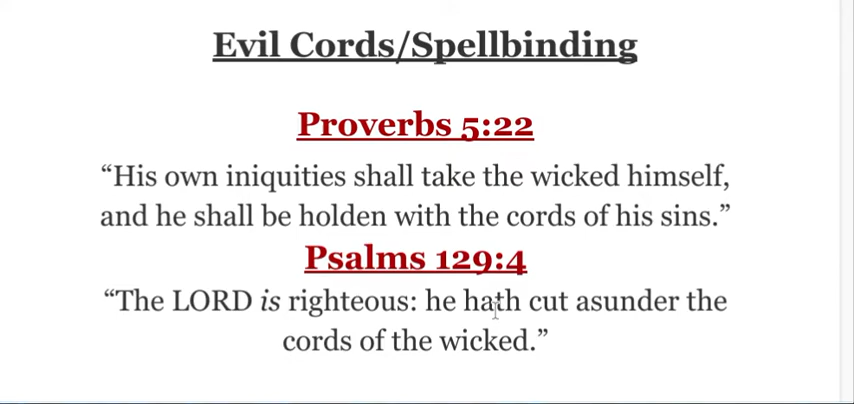 Evil Cords/Spellbinding
Proverbs 5:22
“His own iniquities shall take the wicked himself,
and he shall be holden with the cords of his sins.”
Psalms 129:4
“The LORD is righteous: he hath cut asunder the
cords of the wicked.”